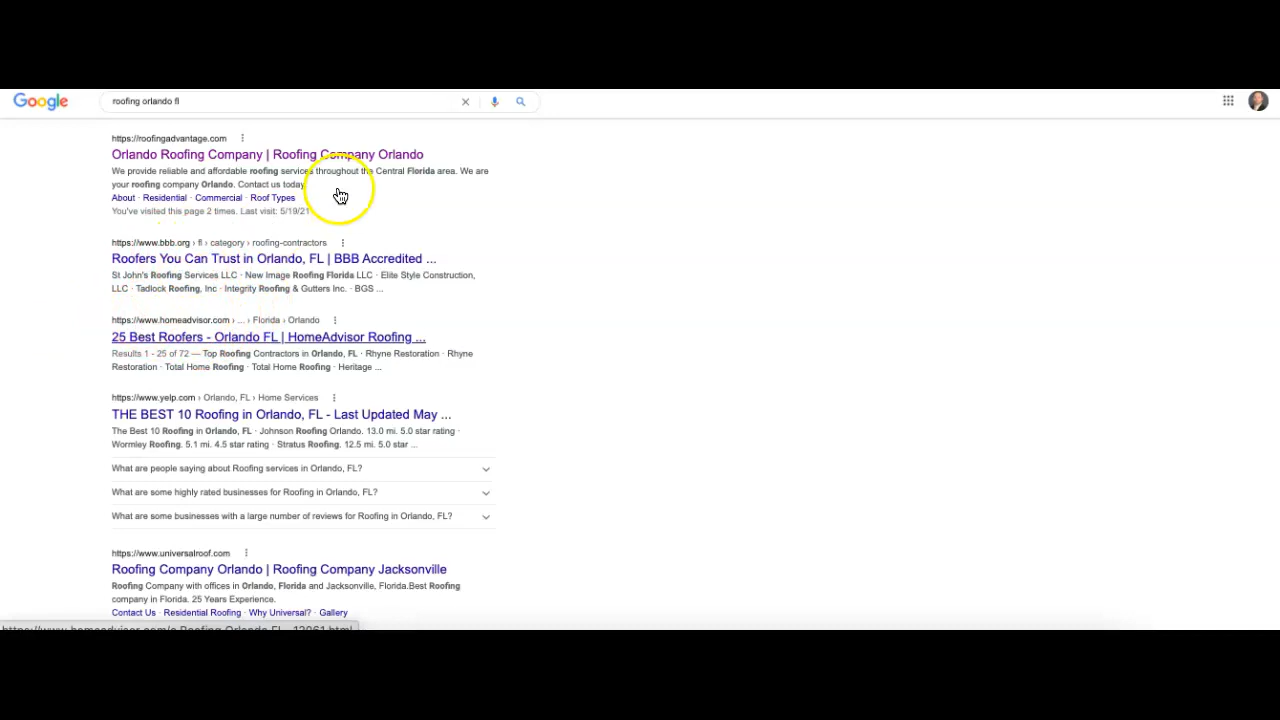 Google
roofing orlando fl
https://roofingadvantage.com
Orlando Roofing Company | Roofing Company Orlando
We provide reliable and affordable roofing services throughout the Central Florida area. We are
your roofing company Orlando. Contact us today
About · Residential · Commercial · Roof Types
You've visited this page 2 times. Last visit: 5/19/21
https://www.bbb.org › fl › category › roofing-contractors
Roofers You Can Trust in Orlando, FL | BBB Accredited ...
St John's Roofing Services LLC · New Image Roofing Florida LLC · Elite Style Construction,
LLC · Tadlock Roofing, Inc · Integrity Roofing & Gutters Inc. · BGS ...
https://www.homeadvisor.com › ... › Florida › Orlando
25 Best Roofers - Orlando FL | HomeAdvisor Roofing ...
Results 1 - 25 of 72 — Top Roofing Contractors in Orlando, FL · Rhyne Restoration · Rhyne
Restoration · Total Home Roofing · Total Home Roofing · Heritage ...
https://www.yelp.com › Orlando, FL › Home Services
THE BEST 10 Roofing in Orlando, FL - Last Updated May ...
The Best 10 Roofing in Orlando, FL · Johnson Roofing Orlando. 13.0 mi. 5.0 star rating ·
Wormley Roofing. 5.1 mi. 4.5 star rating · Stratus Roofing. 12.5 mi. 5.0 star ...
What are people saying about Roofing services in Orlando, FL?
What are some highly rated businesses for Roofing in Orlando, FL?
What are some businesses with a large number of reviews for Roofing in Orlando, FL?
https://www.universalroof.com
Roofing Company Orlando | Roofing Company Jacksonville
Roofing Company with offices in Orlando, Florida and Jacksonville, Florida.Best Roofing
company in Florida. 25 Years Experience.
Contact Us · Residential Roofing · Why Universal? · Gallery